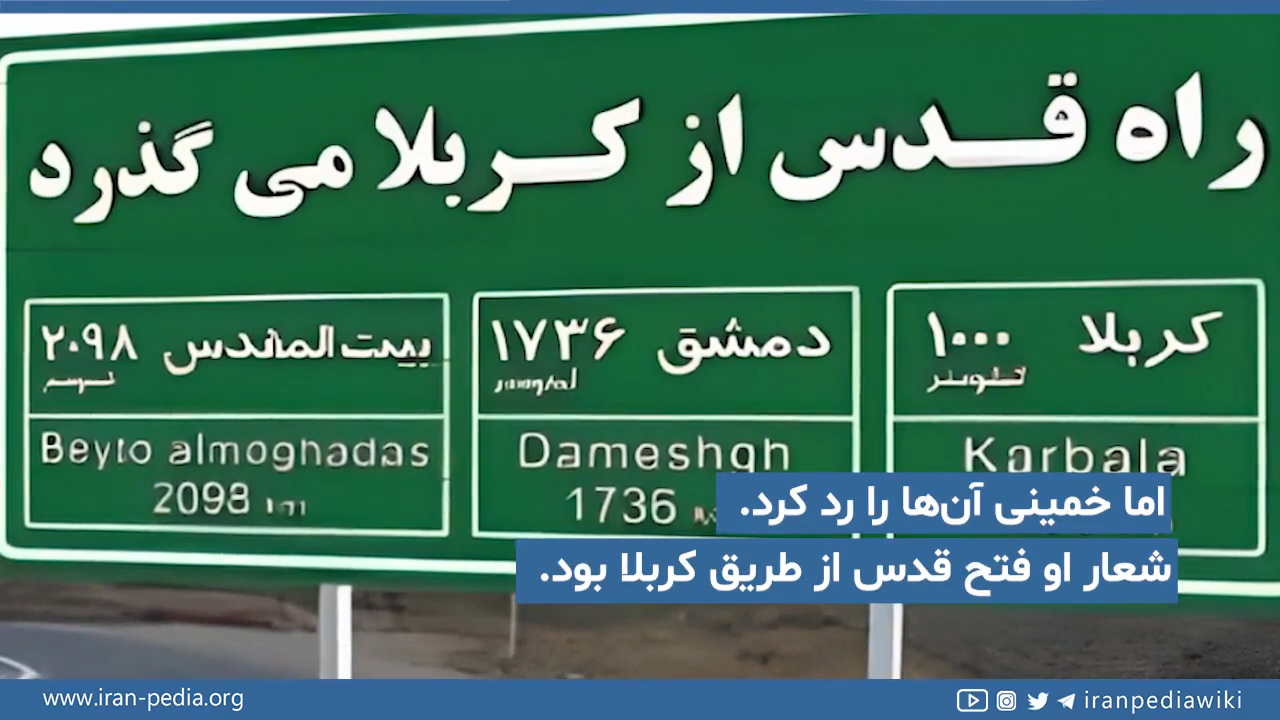 راه قدس از کربلا می گذرد
کربلا ۱۰۰۰
کیلومتر
Karbala
دمشق ۱۷۳۶
Dameshgh
1736
بیت المقدس ۲۰۹۸
Beyto almoghadas
2098
اما خمینی آن‌ها را رد کرد.
شعار او فتح قدس از طریق کربلا بود.
www.iran-pedia.org
iranpediawiki